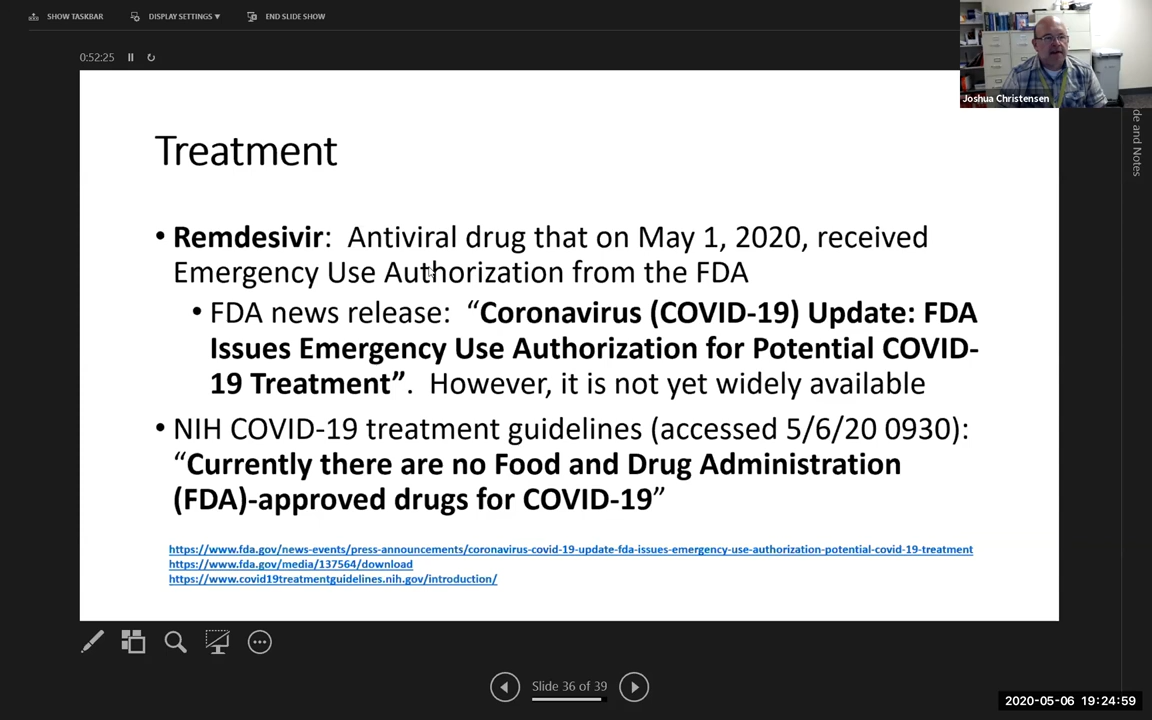 SHOW TASKBAR
DISPLAY SETTINGS ▾
END SLIDE SHOW
0:52:25
Joshua Christensen
de and Notes
Treatment
• Remdesivir: Antiviral drug that on May 1, 2020, received
Emergency Use Authorization from the FDA
• FDA news release: “Coronavirus (COVID-19) Update: FDA
Issues Emergency Use Authorization for Potential COVID-
19 Treatment”. However, it is not yet widely available
• NIH COVID-19 treatment guidelines (accessed 5/6/20 0930):
“Currently there are no Food and Drug Administration
(FDA)-approved drugs for COVID-19”
https://www.fda.gov/news-events/press-announcements/coronavirus-covid-19-update-fda-issues-emergency-use-authorization-potential-covid-19-treatment
https://www.fda.gov/media/137564/download
https://www.covid19treatmentguidelines.nih.gov/introduction/
Slide 36 of 39
2020-05-06 19:24:59